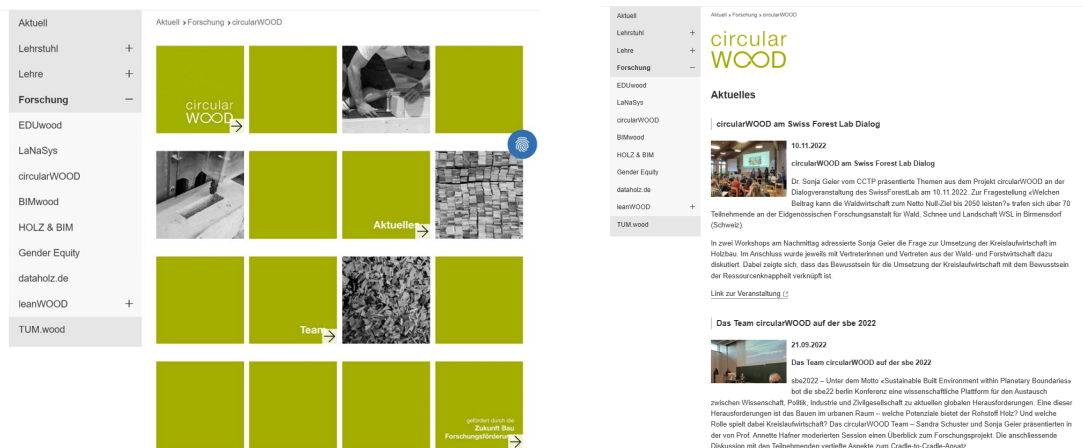 Aktuell
Lehrstuhl +
Lehre +
Forschung −
EDUwood
LaNaSys
circularWOOD
BIMwood
HOLZ & BIM
Gender Equity
dataholz.de
leanWOOD +
TUM.wood
Aktuell › Forschung › circularWOOD
circular
WOOD
Aktuelles
Team
gefördert durch die
Zukunft Bau
Forschungsförderung
Aktuell
Lehrstuhl +
Lehre +
Forschung −
EDUwood
LaNaSys
circularWOOD
BIMwood
HOLZ & BIM
Gender Equity
dataholz.de
leanWOOD +
TUM.wood
Aktuell › Forschung › circularWOOD
circular
WOOD
Aktuelles
circularWOOD am Swiss Forest Lab Dialog
10.11.2022
circularWOOD am Swiss Forest Lab Dialog
Dr. Sonja Geier vom CCTP präsentierte Themen aus dem Projekt circularWOOD an der
Dialogveranstaltung des SwissForestLab am 10.11.2022. Zur Fragestellung «Welchen
Beitrag kann die Waldwirtschaft zum Netto Null-Ziel bis 2050 leisten?» trafen sich über 70
Teilnehmende an der Eidgenössischen Forschungsanstalt für Wald, Schnee und Landschaft WSL in Birmensdorf
(Schweiz).
In zwei Workshops am Nachmittag adressierte Sonja Geier die Frage zur Umsetzung der Kreislaufwirtschaft im
Holzbau. Im Anschluss wurde jeweils mit Vertreterinnen und Vertreten aus der Wald- und Forstwirtschaft dazu
diskutiert. Dabei zeigte sich, dass das Bewusstsein für die Umsetzung der Kreislaufwirtschaft mit dem Bewusstsein
der Ressourcenknappheit verknüpft ist.
Link zur Veranstaltung
Das Team circularWOOD auf der sbe 2022
21.09.2022
Das Team circularWOOD auf der sbe 2022
sbe2022 – Unter dem Motto «Sustainable Built Environment within Planetary Boundaries»
bot die sbe22 berlin Konferenz eine wissenschaftliche Plattform für den Austausch
zwischen Wissenschaft, Politik, Industrie und Zivilgesellschaft zu aktuellen globalen Herausforderungen. Eine dieser
Herausforderungen ist das Bauen im urbanen Raum – welche Potenziale bietet der Rohstoff Holz? Und welche
Rolle spielt dabei Kreislaufwirtschaft? Das circularWOOD Team – Sandra Schuster und Sonja Geier präsentierten in
der von Prof. Annette Hafner moderierten Session einen Überblick zum Forschungsprojekt. Die anschliessende
Diskussion mit den Teilnehmenden vertiefte Aspekte zum Cradle-to-Cradle-Ansatz